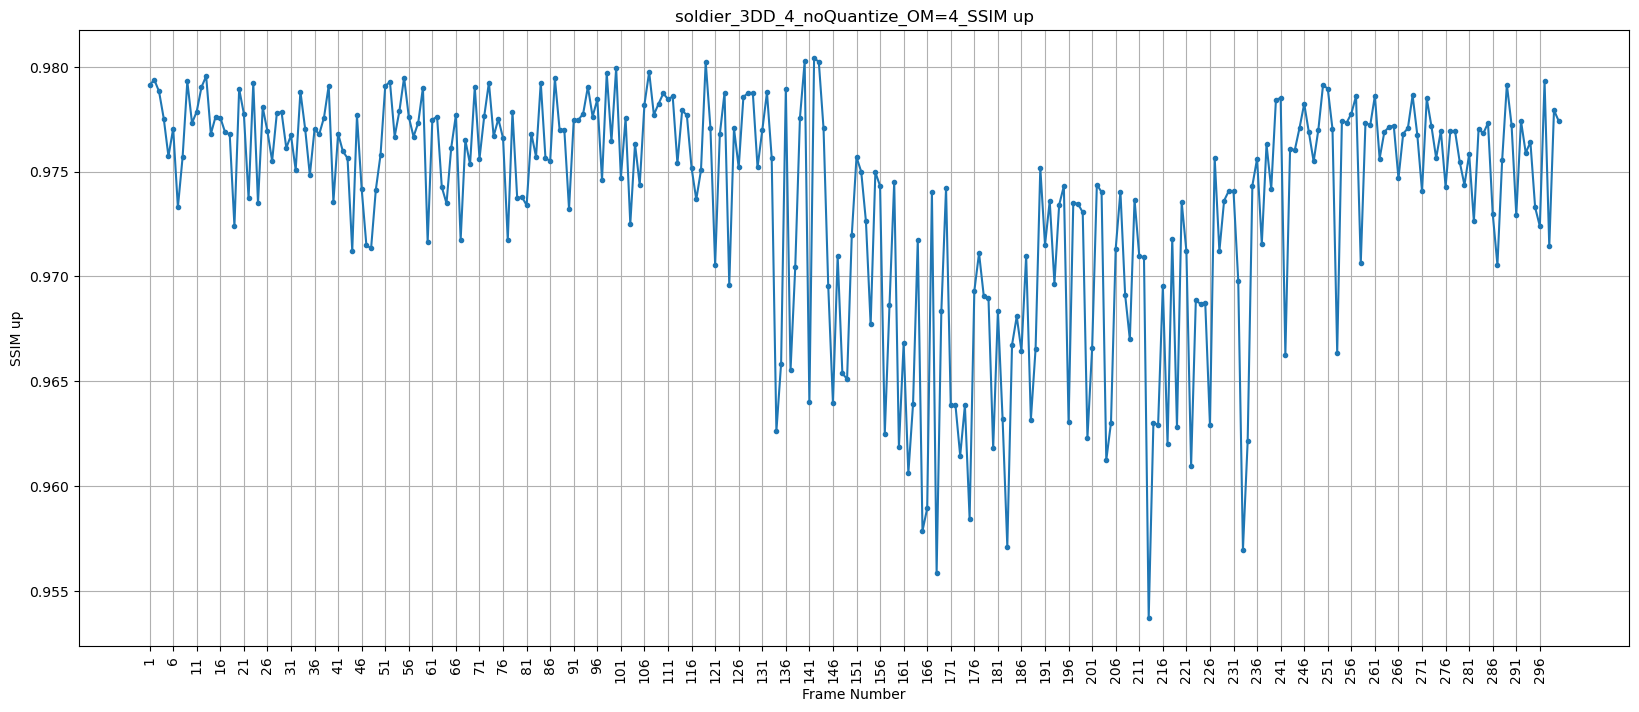 soldier_3DD_4_noQuantize_OM=4_SSIM up
0.980
0.975
0.970
0.965
0.960
0.955
SSIM up
1 6 11 16 21 26 31 36 41 46 51 56 61 66 71 76 81 86 91 96 101 106 111 116 121 126 131 136 141 146 151 156 161 166 171 176 181 186 191 196 201 206 211 216 221 226 231 236 241 246 251 256 261 266 271 276 281 286 291 296
Frame Number